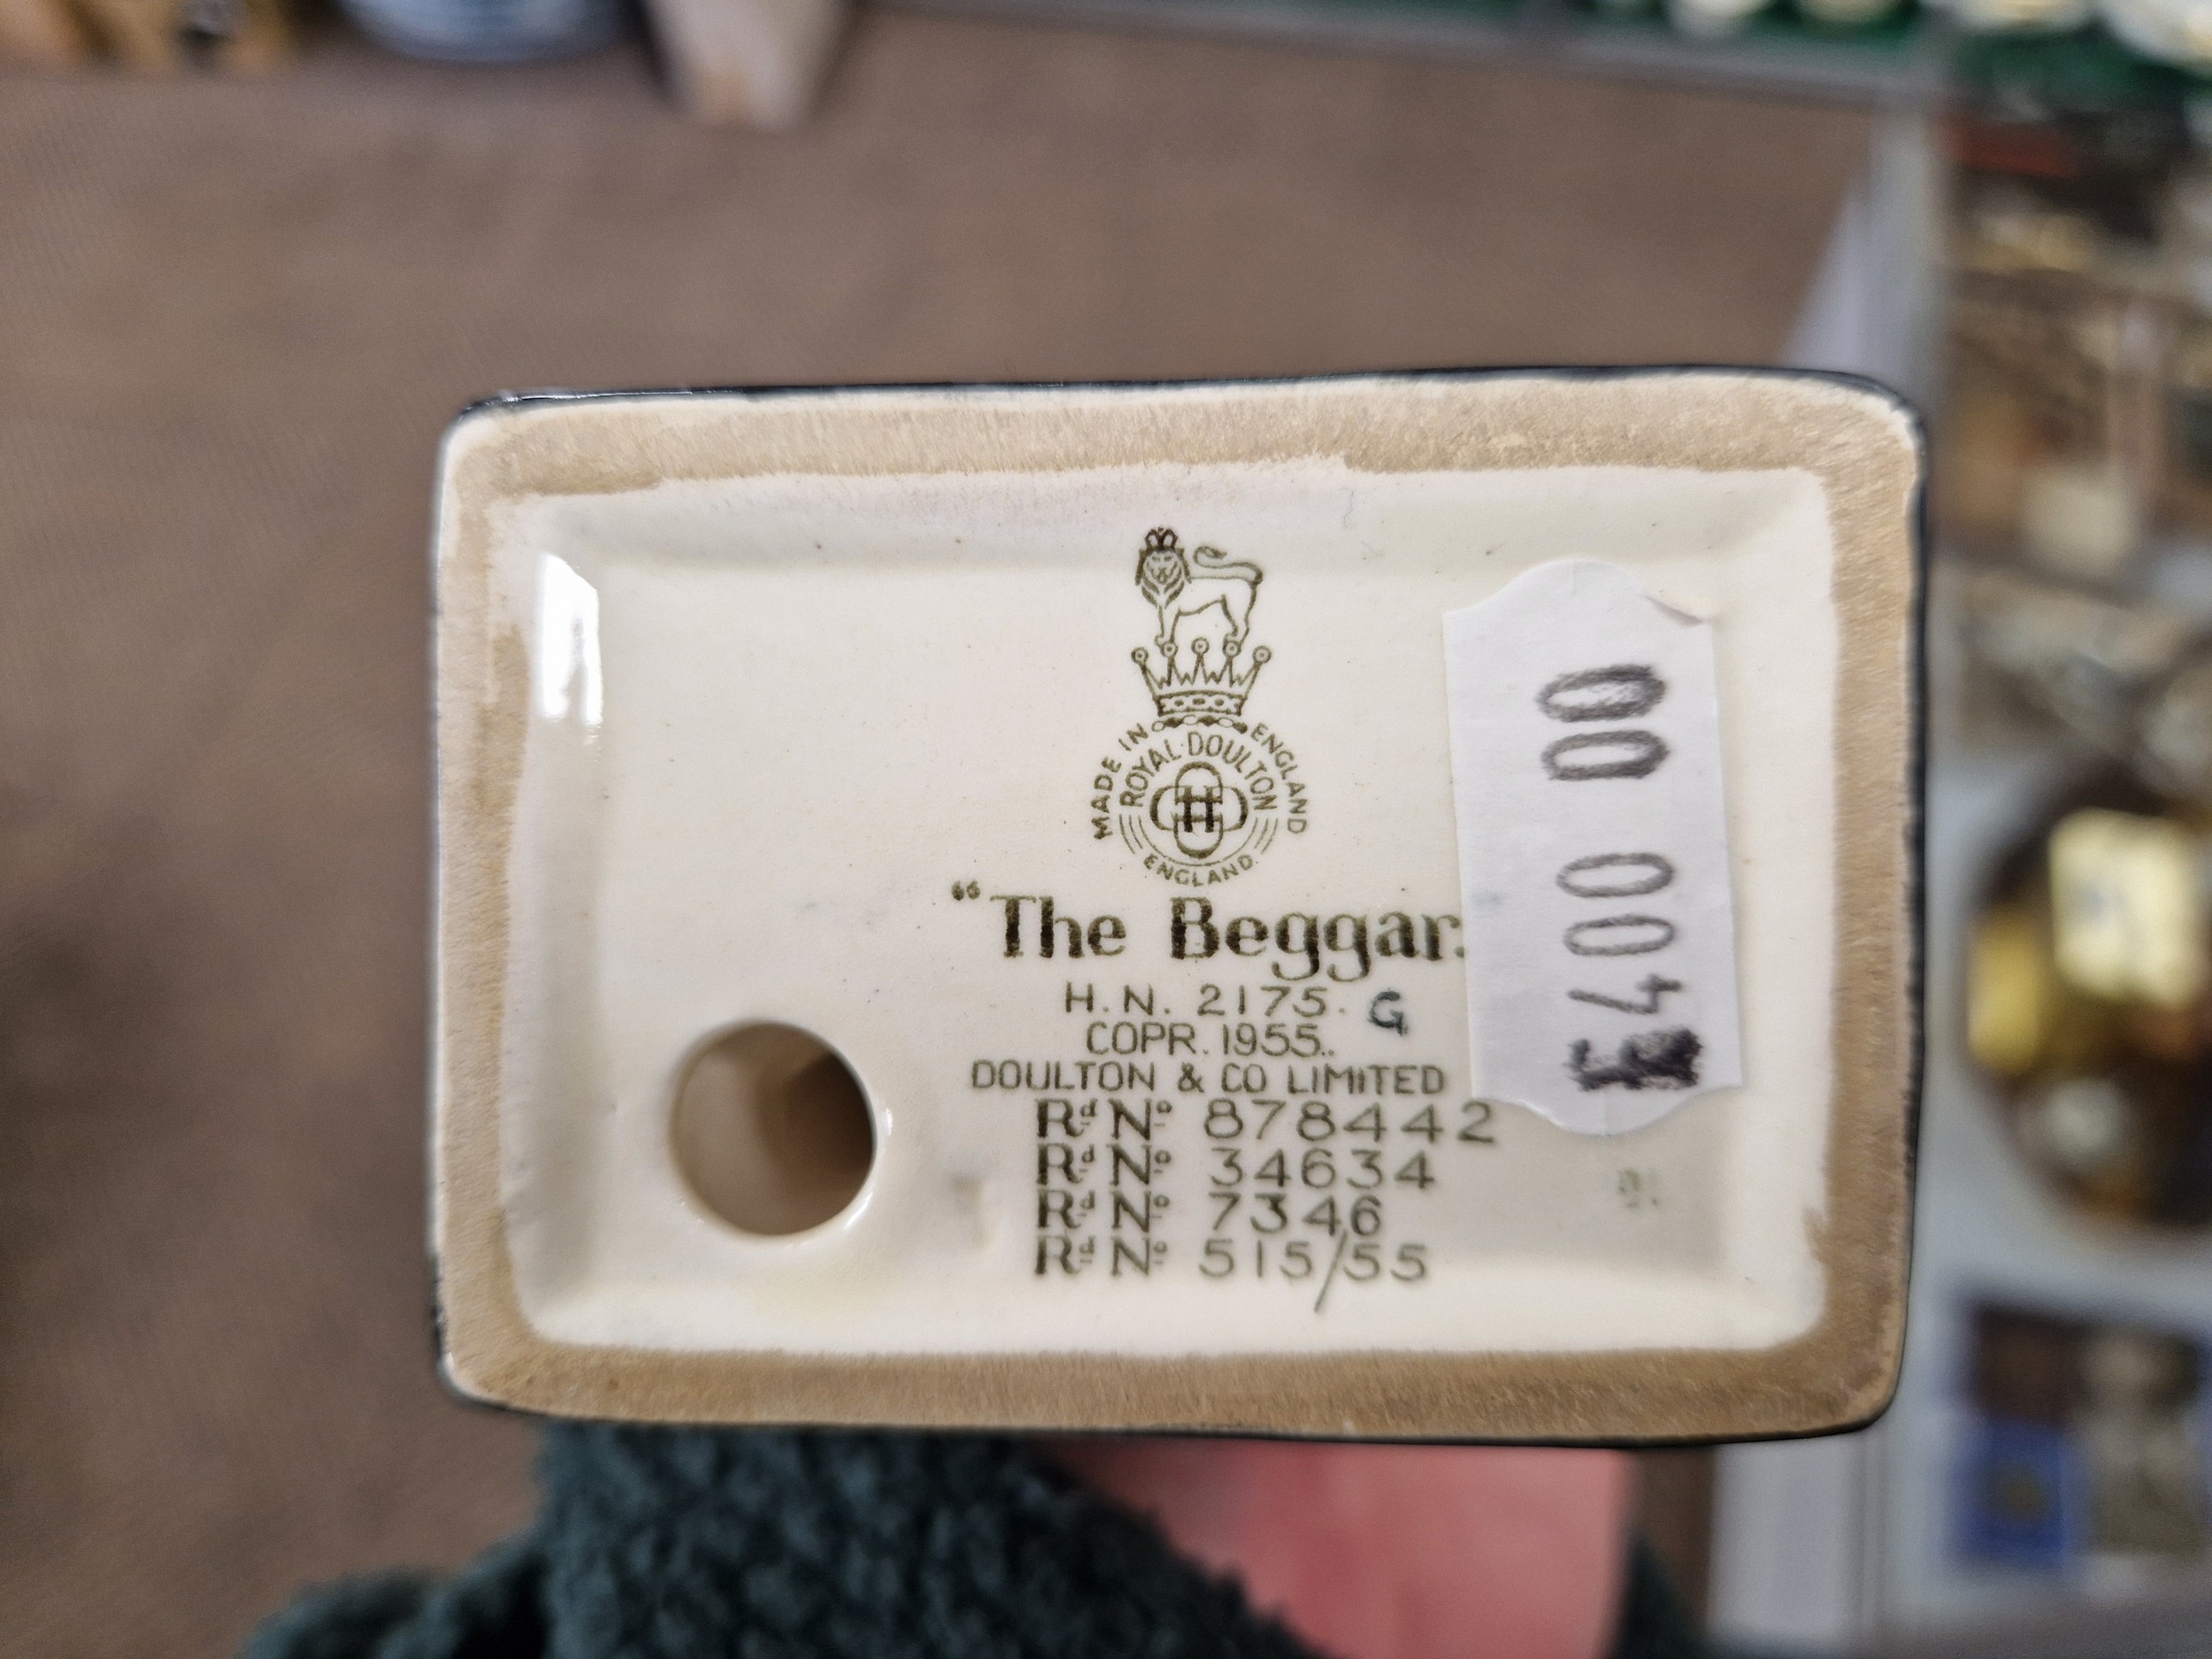 MADE IN ENGLAND
ROYAL DOULTON
ENGLAND
"The Beggar.
H.N. 2175. G
COPR. 1955.
DOULTON & CO LIMITED
Rd No 878442
Rd No 34634
Rd No 7346
Rd No 515/55
£400 00